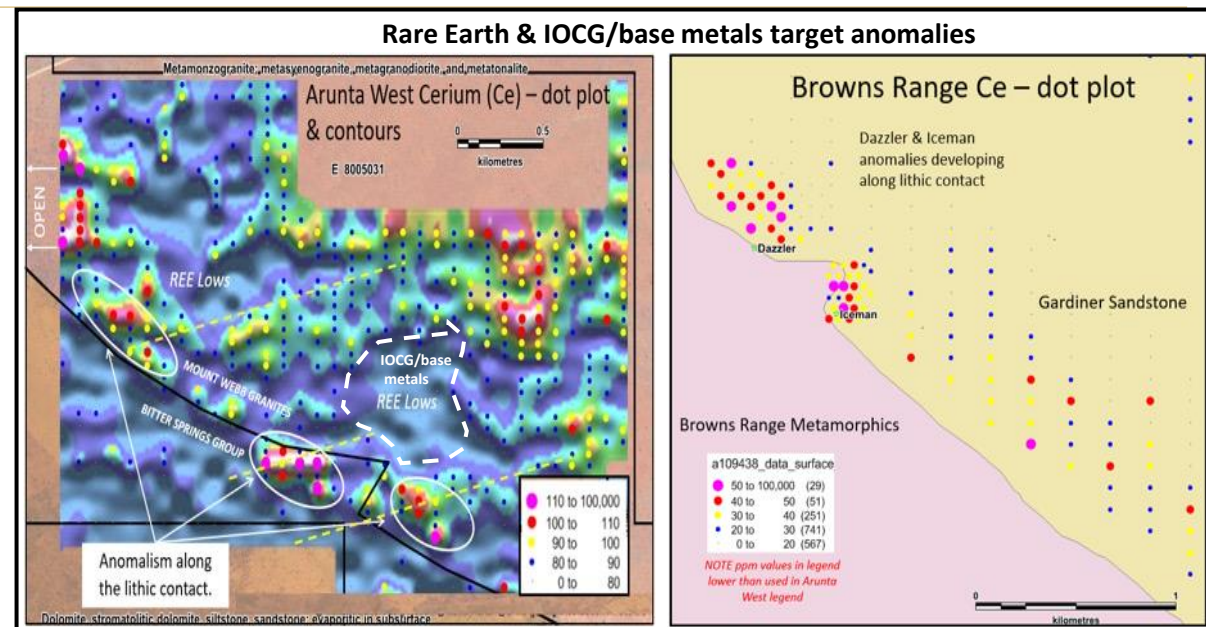 Rare Earth & IOCG/base metals target anomalies
Metamonzogranite; metasyenogranite, metagranodiorite, and metatonalite
Arunta West Cerium (Ce) – dot plot
& contours
0 0.5
kilometres
E 8005031
OPEN
REE Lows
IOCG/base
metals
REE Lows
MOUNT WEBB GRANITES
BITTER SPRINGS GROUP
Anomalism along
the lithic contact.
110 to 100,000
100 to 110
90 to 100
80 to 90
0 to 80
Dolomite, stromatolitic dolomite, siltstone, sandstone; evaporitic in subsurface
Browns Range Ce – dot plot
Dazzler & Iceman
anomalies developing
along lithic contact
Dazzler
Iceman
Gardiner Sandstone
Browns Range Metamorphics
a109438_data_surface
50 to 100,000 (29)
40 to 50 (51)
30 to 40 (251)
20 to 30 (741)
0 to 20 (567)
NOTE ppm values in legend
lower than used in Arunta
West legend
0 1
kilometres